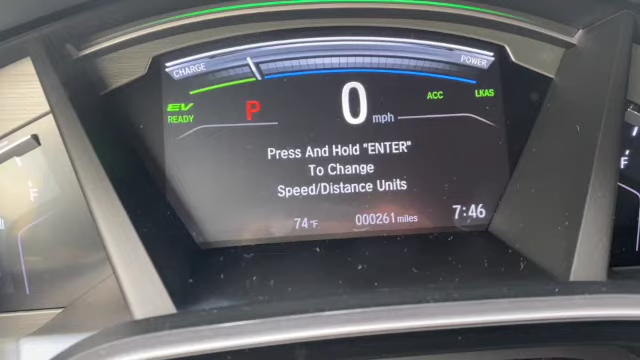 CHARGE POWER
EV
READY
P
0 mph
ACC
LKAS
Press And Hold "ENTER"
To Change
Speed/Distance Units
74°F 000261 miles 7:46
F
F